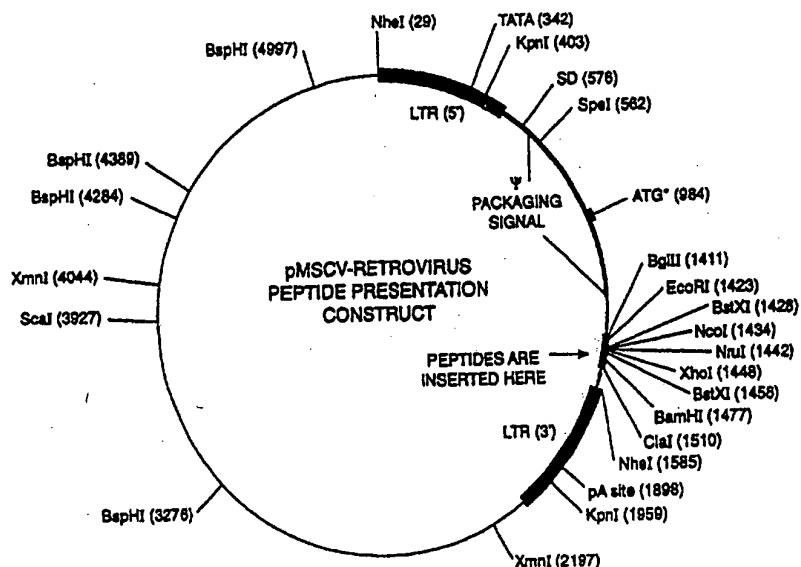 NheI (29)
TATA (342)
KpnI (403)
BspHI (4997)
SD (576)
SpeI (562)
LTR (5')
BspHI (4389)
BspHI (4284)
Ψ
PACKAGING
SIGNAL
ATG* (984)
XmnI (4044)
ScaI (3927)
pMSCV-RETROVIRUS
PEPTIDE PRESENTATION
CONSTRUCT
BglII (1411)
EcoRI (1423)
BstXI (1428)
NcoI (1434)
NruI (1442)
XhoI (1448)
BstXI (1458)
BamHI (1477)
ClaI (1510)
NheI (1585)
PEPTIDES ARE
INSERTED HERE
LTR (3')
pA site (1898)
KpnI (1959)
BspHI (3276)
XmnI (2197)